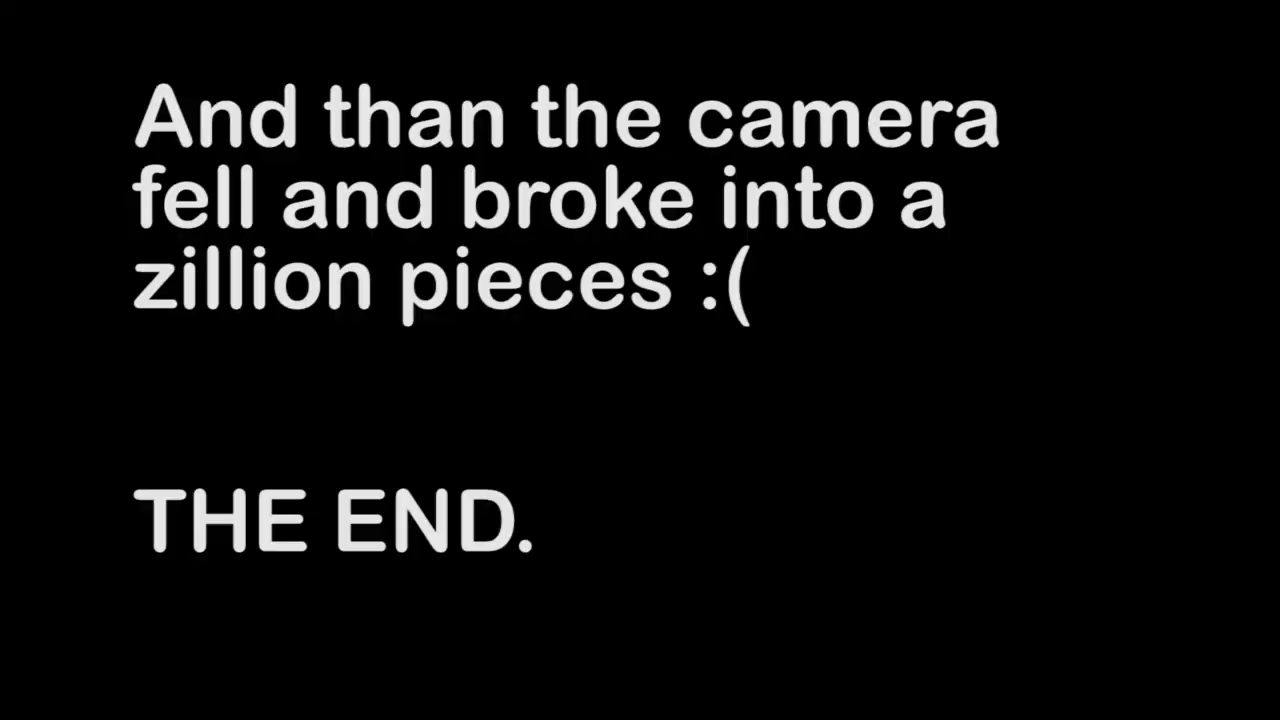 And than the camera
fell and broke into a
zillion pieces :(
THE END.